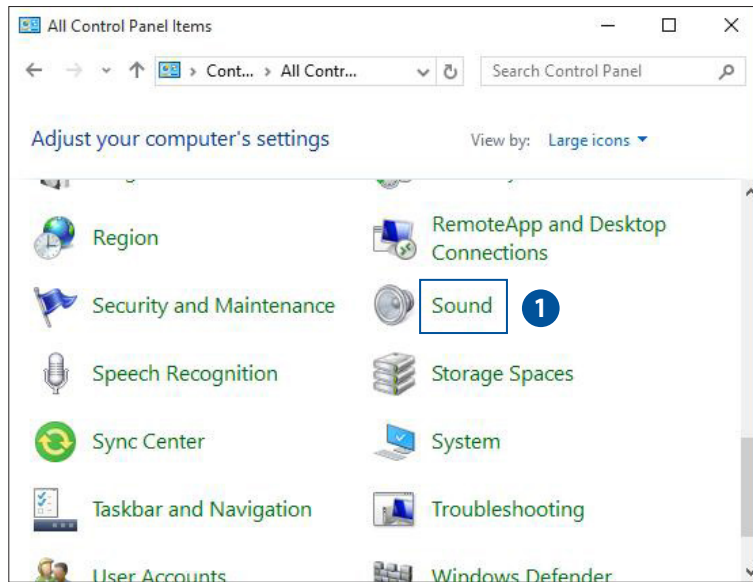 All Control Panel Items
Cont... > All Contr...
Search Control Panel
Adjust your computer's settings
View by: Large icons
Region
RemoteApp and Desktop
Connections
Security and Maintenance
Sound
1
Speech Recognition
Storage Spaces
Sync Center
System
Taskbar and Navigation
Troubleshooting
User Accounts
Windows Defender